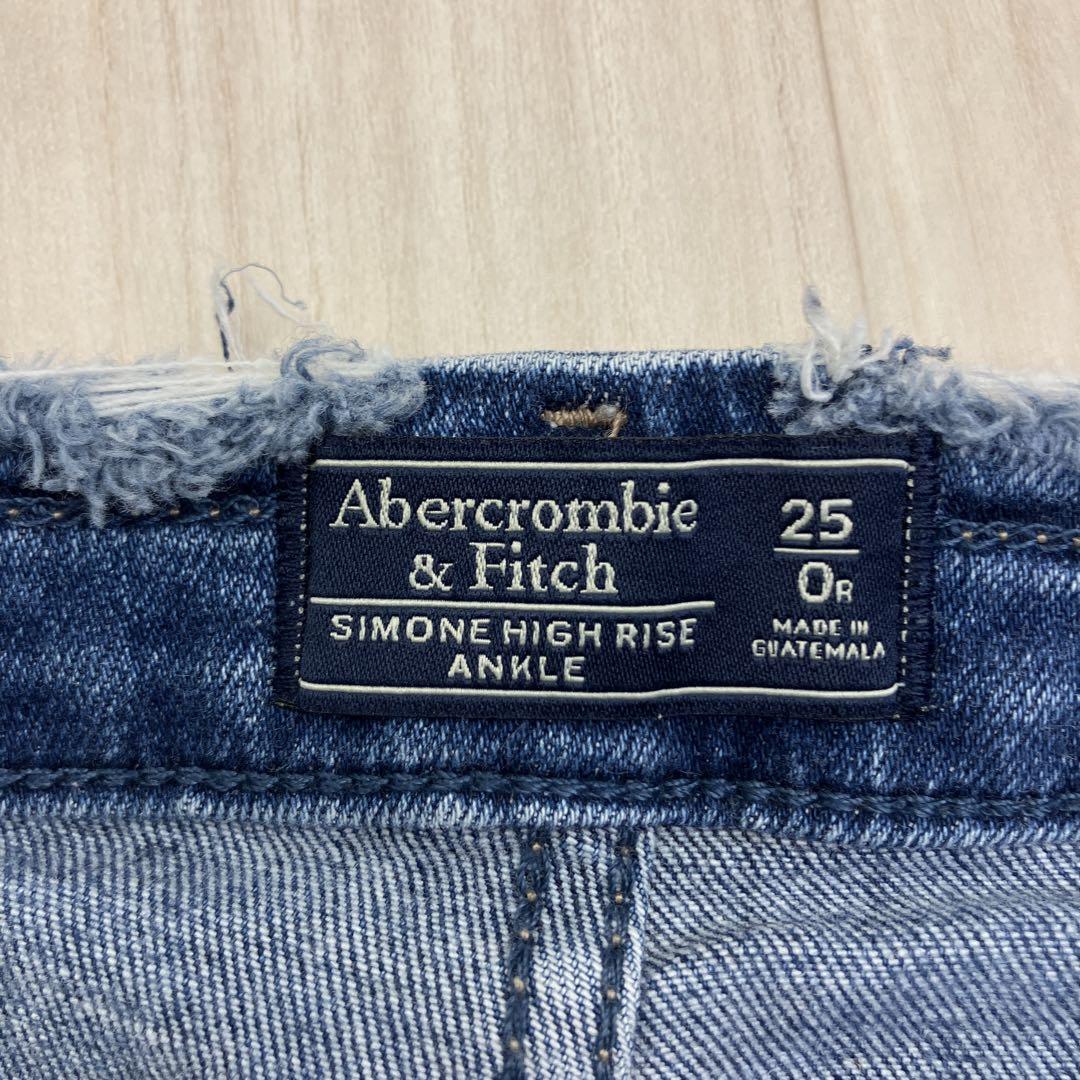 Abercrombie
& Fitch
SIMONE HIGH RISE
ANKLE
25
0R
MADE IN
GUATEMALA